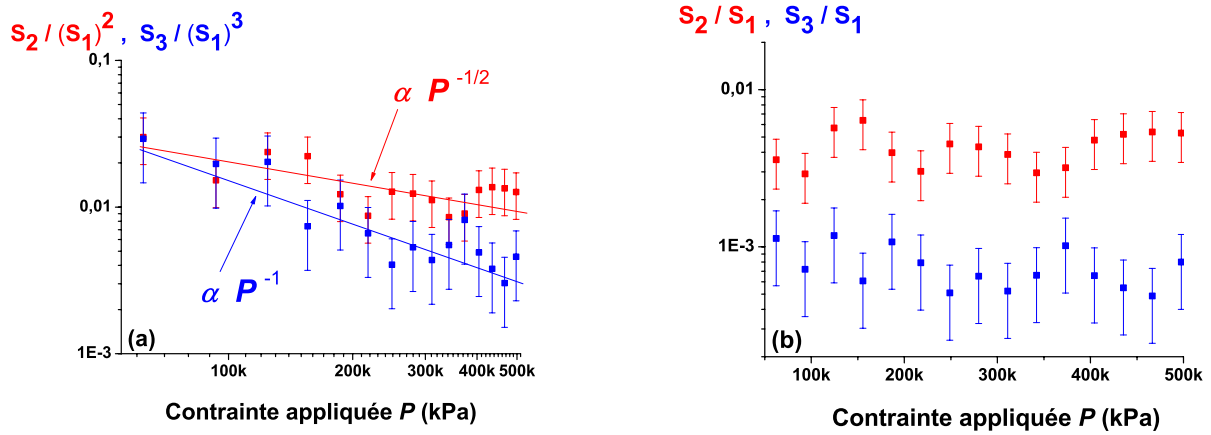 S2 / (S1)^2 , S3 / (S1)^3
0,1
0,01
1E-3
α P^-1/2
α P^-1
(a)
100k 200k 300k 400k 500k
Contrainte appliquée P (kPa)
S2 / S1 , S3 / S1
0,01
1E-3
(b)
100k 200k 300k 400k 500k
Contrainte appliquée P (kPa)